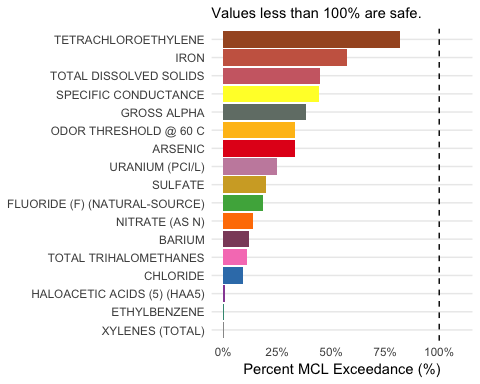 Values less than 100% are safe.
TETRACHLOROETHYLENE
IRON
TOTAL DISSOLVED SOLIDS
SPECIFIC CONDUCTANCE
GROSS ALPHA
ODOR THRESHOLD @ 60 C
ARSENIC
URANIUM (PCI/L)
SULFATE
FLUORIDE (F) (NATURAL-SOURCE)
NITRATE (AS N)
BARIUM
TOTAL TRIHALOMETHANES
CHLORIDE
HALOACETIC ACIDS (5) (HAA5)
ETHYLBENZENE
XYLENES (TOTAL)
0% 25% 50% 75% 100%
Percent MCL Exceedance (%)